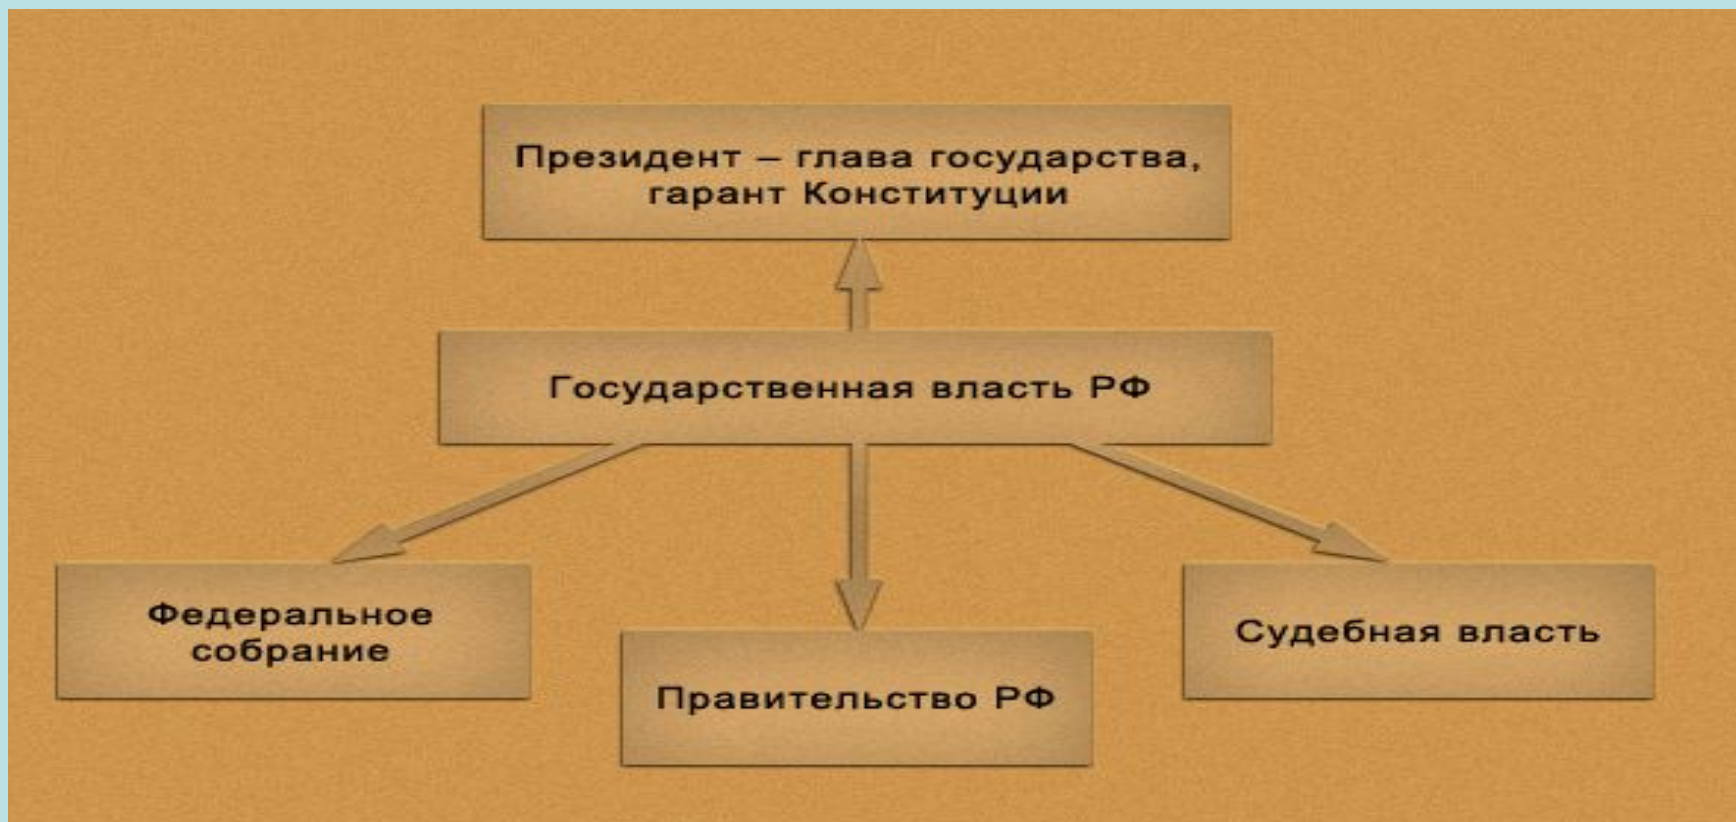 Президент – глава государства,
гарант Конституции
Государственная власть РФ
Федеральное
собрание
Правительство РФ
Судебная власть